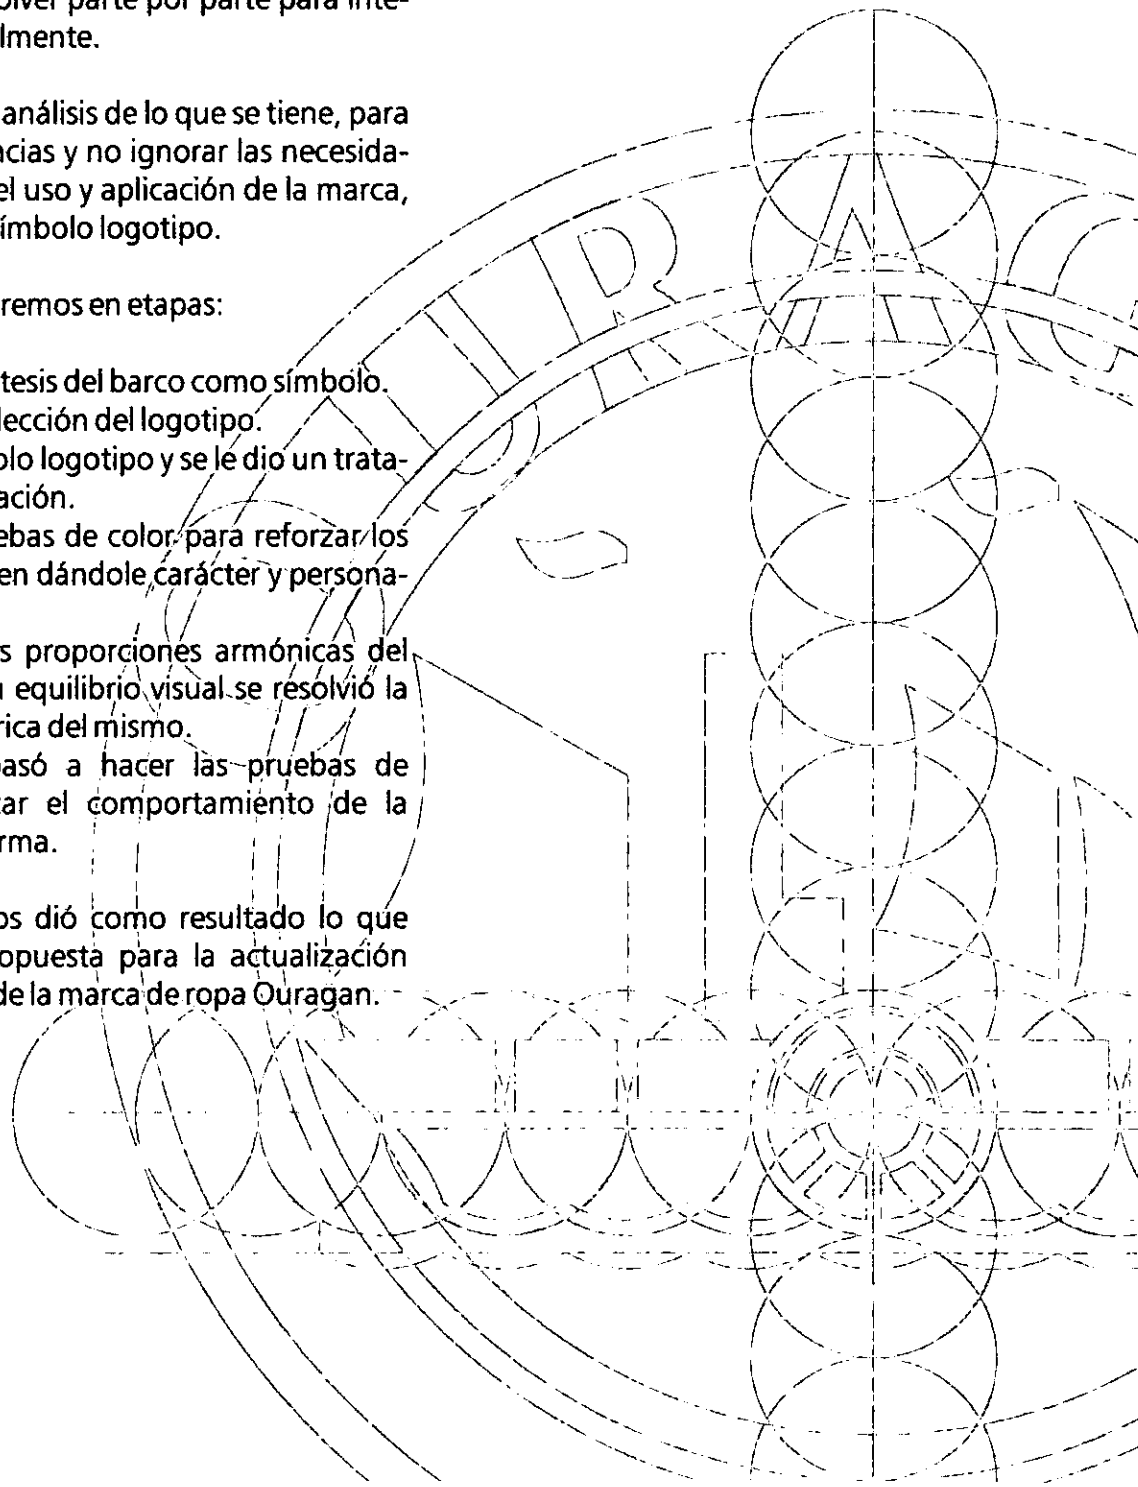 olver parte por parte para inte-
lmente.
análisis de lo que se tiene, para
cias y no ignorar las necesida-
el uso y aplicación de la marca,
ímbolo logotipo.
remos en etapas:
tesis del barco como símbolo.
lección del logotipo.
olo logotipo y se le dio un trata-
ación.
ebas de color para reforzar los
en dándole carácter y persona-
s proporciones armónicas del
u equilibrio visual se resolvió la
rica del mismo.
pasó a hacer las pruebas de
tar el comportamiento de la
rma.
os dió como resultado lo que
opuesta para la actualización
de la marca de ropa Ouragan.
URAG